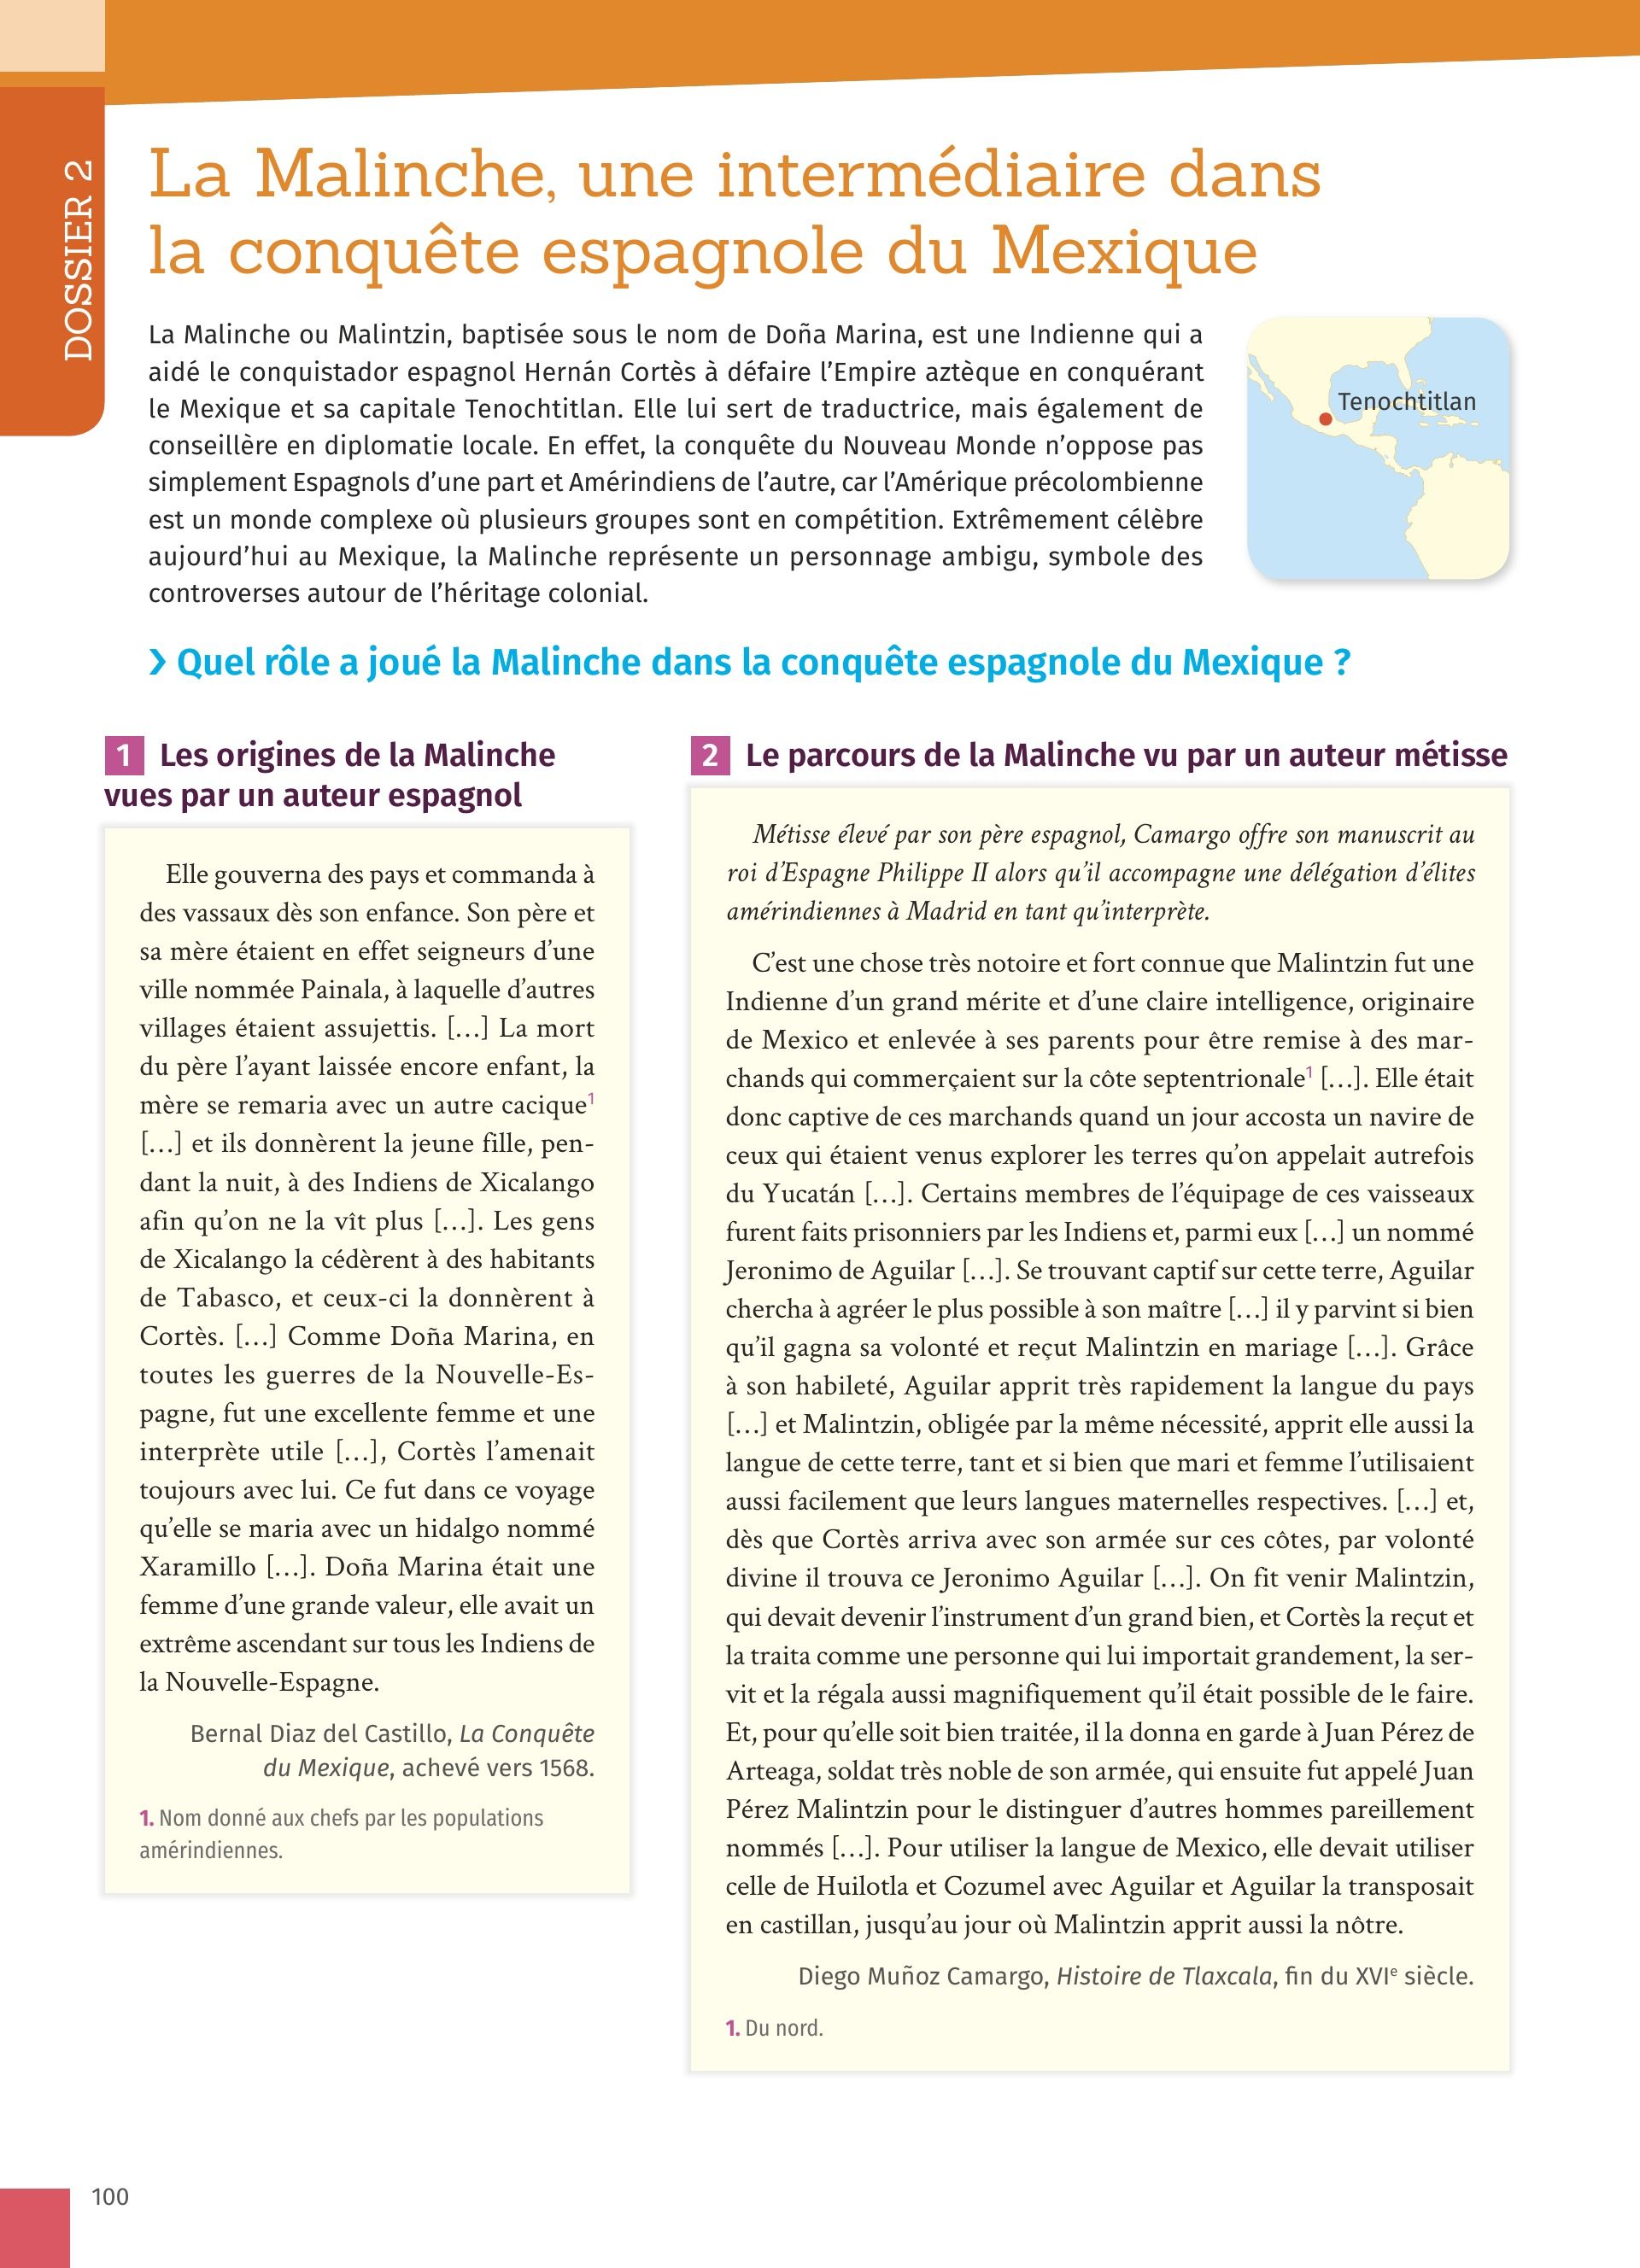 DOSSIER 2
La Malinche, une intermédiaire dans
la conquête espagnole du Mexique
La Malinche ou Malintzin, baptisée sous le nom de Doña Marina, est une Indienne qui a
aidé le conquistador espagnol Hernán Cortès à défaire l’Empire aztèque en conquérant
le Mexique et sa capitale Tenochtitlan. Elle lui sert de traductrice, mais également de
conseillère en diplomatie locale. En effet, la conquête du Nouveau Monde n’oppose pas
simplement Espagnols d’une part et Amérindiens de l’autre, car l’Amérique précolombienne
est un monde complexe où plusieurs groupes sont en compétition. Extrêmement célèbre
aujourd’hui au Mexique, la Malinche représente un personnage ambigu, symbole des
controverses autour de l’héritage colonial.
Tenochtitlan
› Quel rôle a joué la Malinche dans la conquête espagnole du Mexique ?
1 Les origines de la Malinche
vues par un auteur espagnol
Elle gouverna des pays et commanda à
des vassaux dès son enfance. Son père et
sa mère étaient en effet seigneurs d’une
ville nommée Painala, à laquelle d’autres
villages étaient assujettis. […] La mort
du père l’ayant laissée encore enfant, la
mère se remaria avec un autre cacique1
[…] et ils donnèrent la jeune fille, pen-
dant la nuit, à des Indiens de Xicalango
afin qu’on ne la vît plus […]. Les gens
de Xicalango la cédèrent à des habitants
de Tabasco, et ceux-ci la donnèrent à
Cortès. […] Comme Doña Marina, en
toutes les guerres de la Nouvelle-Es-
pagne, fut une excellente femme et une
interprète utile […], Cortès l’amenait
toujours avec lui. Ce fut dans ce voyage
qu’elle se maria avec un hidalgo nommé
Xaramillo […]. Doña Marina était une
femme d’une grande valeur, elle avait un
extrême ascendant sur tous les Indiens de
la Nouvelle-Espagne.
Bernal Diaz del Castillo, La Conquête
du Mexique, achevé vers 1568.
1. Nom donné aux chefs par les populations
amérindiennes.
2 Le parcours de la Malinche vu par un auteur métisse
Métisse élevé par son père espagnol, Camargo offre son manuscrit au
roi d’Espagne Philippe II alors qu’il accompagne une délégation d’élites
amérindiennes à Madrid en tant qu’interprète.
C’est une chose très notoire et fort connue que Malintzin fut une
Indienne d’un grand mérite et d’une claire intelligence, originaire
de Mexico et enlevée à ses parents pour être remise à des mar-
chands qui commerçaient sur la côte septentrionale1 […]. Elle était
donc captive de ces marchands quand un jour accosta un navire de
ceux qui étaient venus explorer les terres qu’on appelait autrefois
du Yucatán […]. Certains membres de l’équipage de ces vaisseaux
furent faits prisonniers par les Indiens et, parmi eux […] un nommé
Jeronimo de Aguilar […]. Se trouvant captif sur cette terre, Aguilar
chercha à agréer le plus possible à son maître […] il y parvint si bien
qu’il gagna sa volonté et reçut Malintzin en mariage […]. Grâce
à son habileté, Aguilar apprit très rapidement la langue du pays
[…] et Malintzin, obligée par la même nécessité, apprit elle aussi la
langue de cette terre, tant et si bien que mari et femme l’utilisaient
aussi facilement que leurs langues maternelles respectives. […] et,
dès que Cortès arriva avec son armée sur ces côtes, par volonté
divine il trouva ce Jeronimo Aguilar […]. On fit venir Malintzin,
qui devait devenir l’instrument d’un grand bien, et Cortès la reçut et
la traita comme une personne qui lui importait grandement, la ser-
vit et la régala aussi magnifiquement qu’il était possible de le faire.
Et, pour qu’elle soit bien traitée, il la donna en garde à Juan Pérez de
Arteaga, soldat très noble de son armée, qui ensuite fut appelé Juan
Pérez Malintzin pour le distinguer d’autres hommes pareillement
nommés […]. Pour utiliser la langue de Mexico, elle devait utiliser
celle de Huilotla et Cozumel avec Aguilar et Aguilar la transposait
en castillan, jusqu’au jour où Malintzin apprit aussi la nôtre.
Diego Muñoz Camargo, Histoire de Tlaxcala, fin du XVIe siècle.
1. Du nord.
100